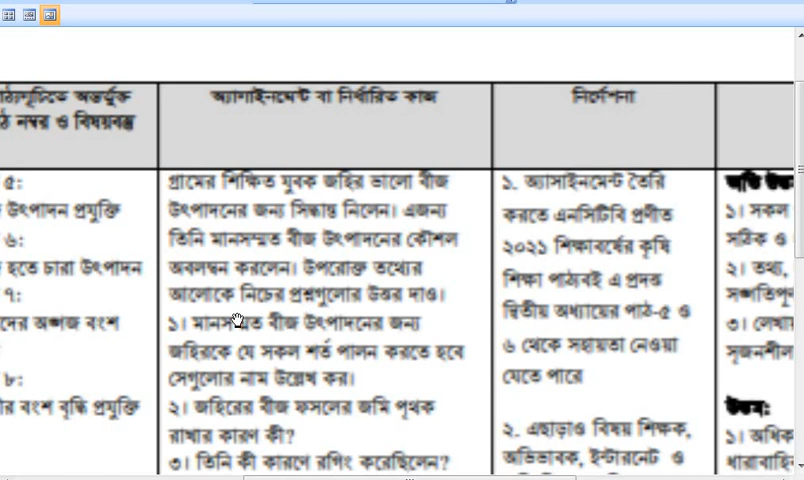 পাঠ্যসূচিতে অন্তর্ভুক্ত
নম্বর ও বিষয়বস্তু
অ্যাসাইনমেন্ট বা নির্ধারিত কাজ
নির্দেশনা
৫:
উৎপাদন প্রযুক্তি
৬:
হতে চারা উৎপাদন
৭:
অঙ্গজ বংশ
৮:
বংশ বৃদ্ধি প্রযুক্তি
গ্রামের শিক্ষিত যুবক জহির ভালো বীজ
উৎপাদনের জন্য সিদ্ধান্ত নিলেন। এজন্য
তিনি মানসম্মত বীজ উৎপাদনের কৌশল
অবলম্বন করলেন। উপরোক্ত তথ্যের
আলোকে নিচের প্রশ্নগুলোর উত্তর দাও।
১। মানসম্মত বীজ উৎপাদনের জন্য
জহিরকে যে সকল শর্ত পালন করতে হবে
সেগুলোর নাম উল্লেখ কর।
২। জহিরের বীজ ফসলের জমি পৃথক
রাখার কারণ কী?
৩। তিনি কী কারণে রগিং করেছিলেন?
১. অ্যাসাইনমেন্ট তৈরি
করতে এনসিটিবি প্রণীত
২০২১ শিক্ষাবর্ষের কৃষি
শিক্ষা পাঠ্যবই এ প্রদত্ত
দ্বিতীয় অধ্যায়ের পাঠ-৫ ও
৬ থেকে সহায়তা নেওয়া
যেতে পারে
২. এছাড়াও বিষয় শিক্ষক,
অভিভাবক, ইন্টারনেট ও
১। সকল
সঠিক ও
২। তথ্য,
৩। লেখায়
উত্তম:
১। অধিক